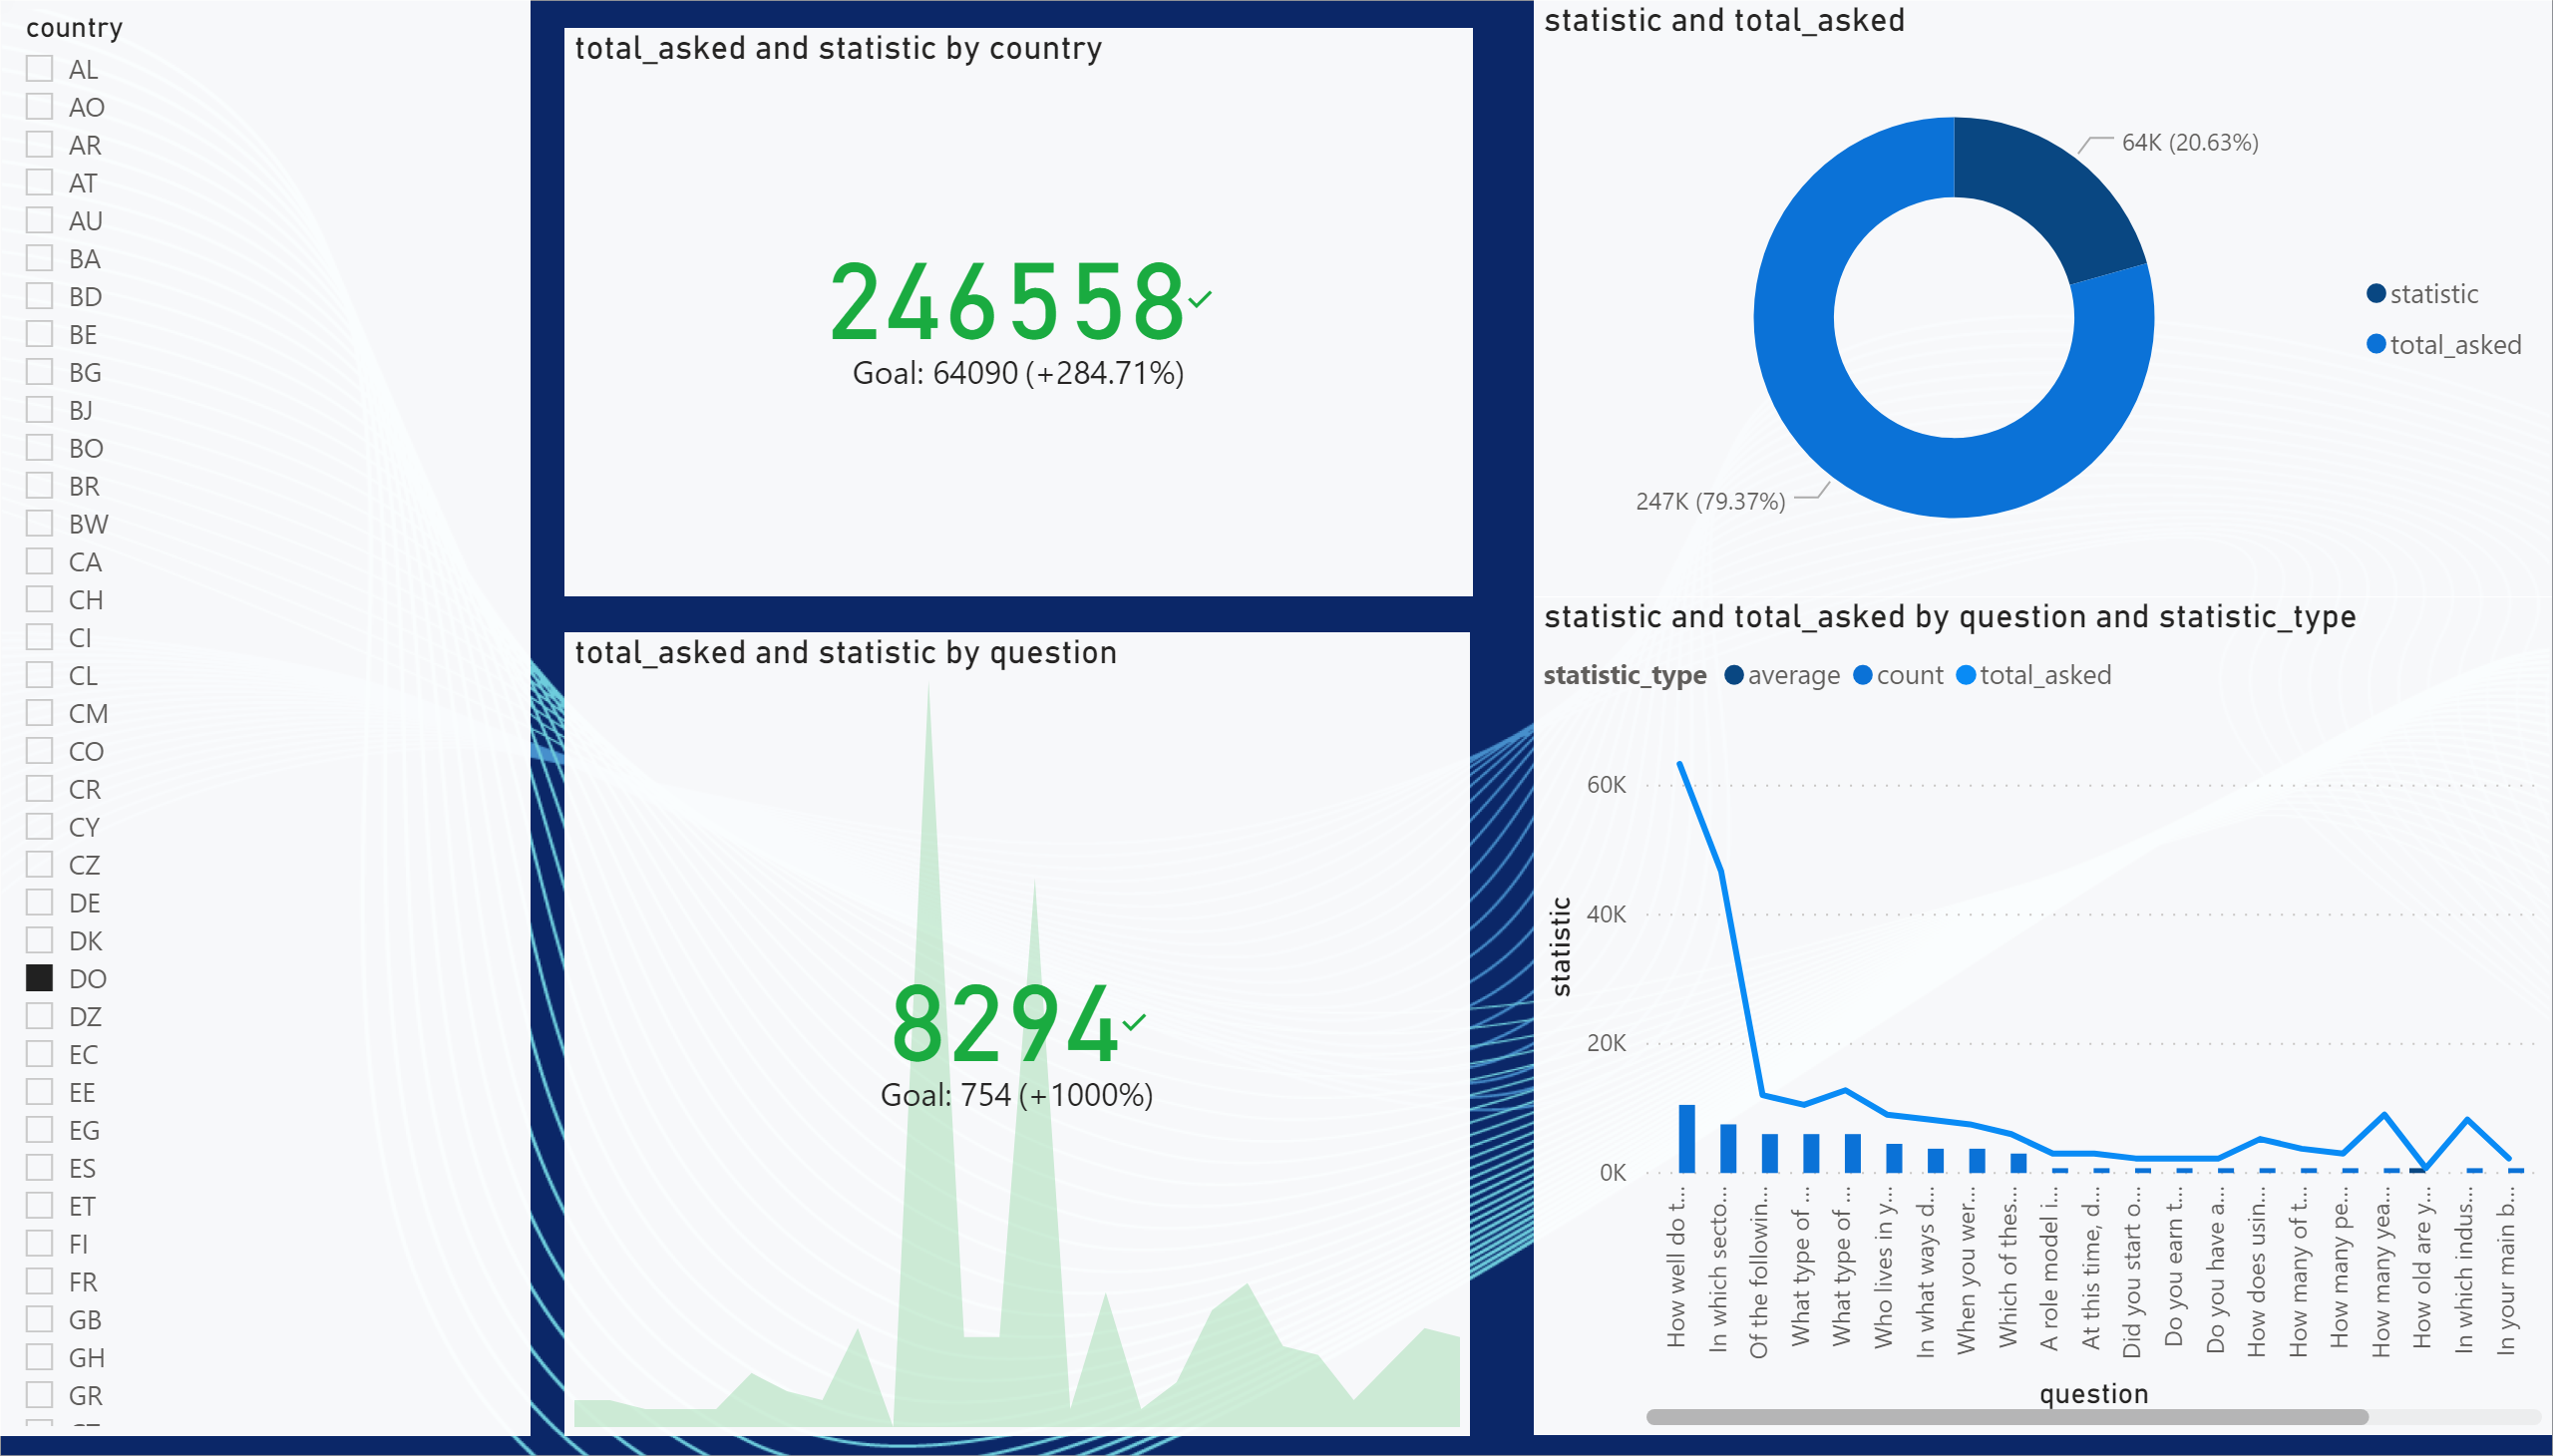 country
AL
AO
AR
AT
AU
BA
BD
BE
BG
BJ
BO
BR
BW
CA
CH
CI
CL
CM
CO
CR
CY
CZ
DE
DK
DO
DZ
EC
EE
EG
ES
ET
FI
FR
GB
GH
GR
total_asked and statistic by country
246558
Goal: 64090 (+284.71%)
total_asked and statistic by question
8294
Goal: 754 (+1000%)
statistic and total_asked
64K (20.63%)
247K (79.37%)
statistic
total_asked
statistic and total_asked by question and statistic_type
statistic_type average count total_asked
60K
40K
20K
0K
statistic
How well do t...
In which secto...
Of the followin...
What type of ...
What type of ...
Who lives in y...
In what ways d...
When you wer...
Which of thes...
A role model i...
At this time, d...
Did you start o...
Do you earn t...
Do you have a...
How does usin...
How many of t...
How many pe...
How many yea...
How old are y...
In which indus...
In your main b...
question